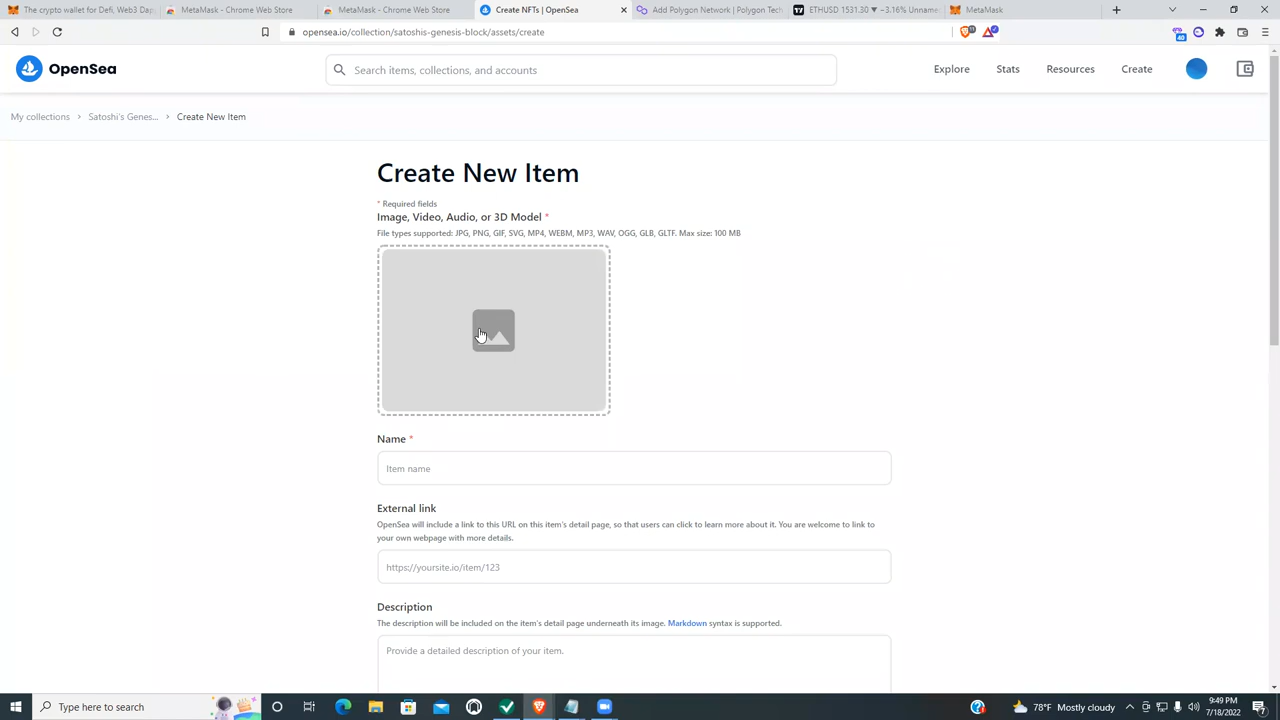 The crypto wallet for Defi, Web3 Dap
MetaMask - Chrome Web Store
MetaMask - Chrome Web Store
Create NFTs | OpenSea
Add Polygon Network | Polygon Tech
ETHUSD 1531.30 ▼ −3.16% Unname
MetaMask
opensea.io/collection/satoshis-genesis-block/assets/create
OpenSea
Search items, collections, and accounts
Explore
Stats
Resources
Create
My collections > Satoshi's Genes... > Create New Item
Create New Item
* Required fields
Image, Video, Audio, or 3D Model *
File types supported: JPG, PNG, GIF, SVG, MP4, WEBM, MP3, WAV, OGG, GLB, GLTF. Max size: 100 MB
Name *
Item name
External link
OpenSea will include a link to this URL on this item's detail page, so that users can click to learn more about it. You are welcome to link to
your own webpage with more details.
https://yoursite.io/item/123
Description
The description will be included on the item's detail page underneath its image. Markdown syntax is supported.
Provide a detailed description of your item.
Type here to search
78°F Mostly cloudy
9:49 PM
7/18/2022